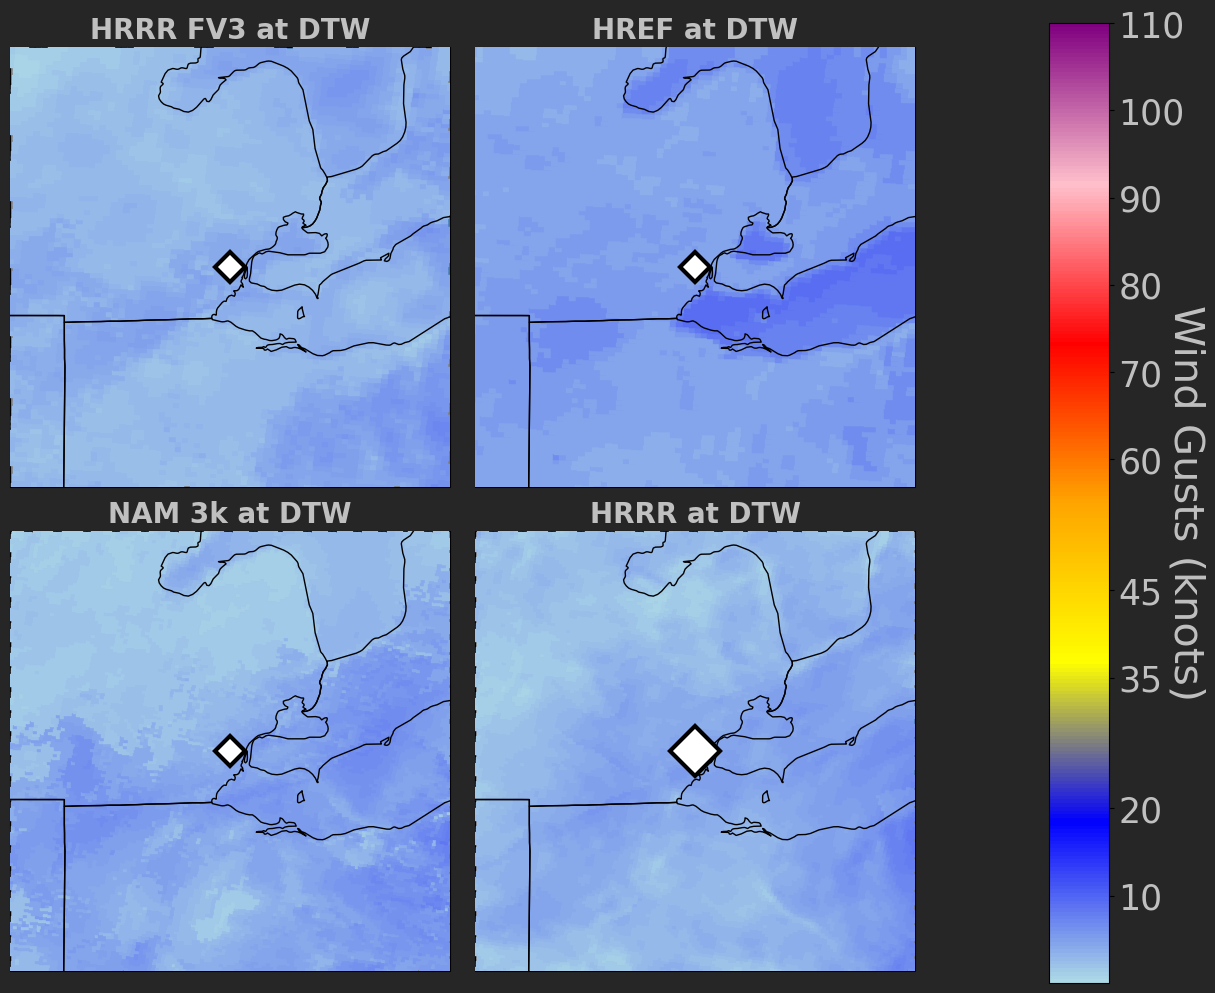 HRRR FV3 at DTW
HREF at DTW
NAM 3k at DTW
HRRR at DTW
110
100
90
80
70
60
45
35
20
10
Wind Gusts (knots)